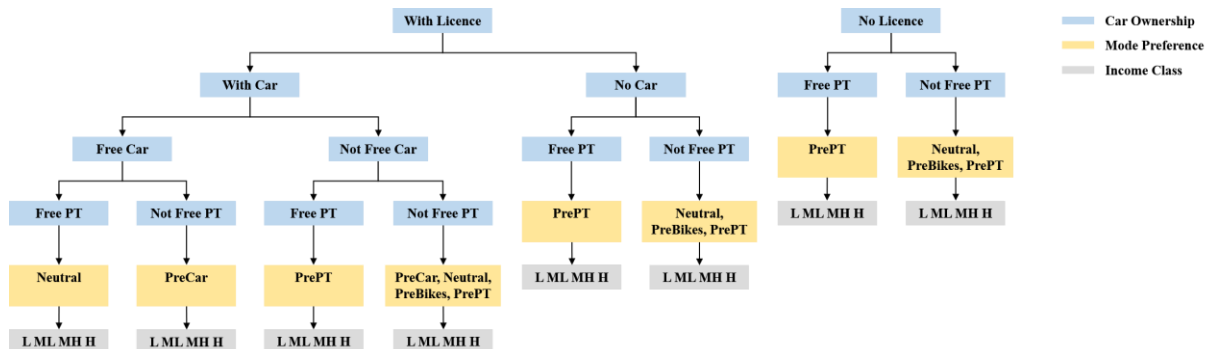 With Licence
No Licence
Car Ownership
Mode Preference
Income Class
With Car
No Car
Free PT
Not Free PT
Free Car
Not Free Car
Free PT
Not Free PT
PrePT
Neutral,
PreBikes, PrePT
Free PT
Not Free PT
Free PT
Not Free PT
PrePT
Neutral,
PreBikes, PrePT
L ML MH H
L ML MH H
Neutral
PreCar
PrePT
PreCar, Neutral,
PreBikes, PrePT
L ML MH H
L ML MH H
L ML MH H
L ML MH H
L ML MH H
L ML MH H